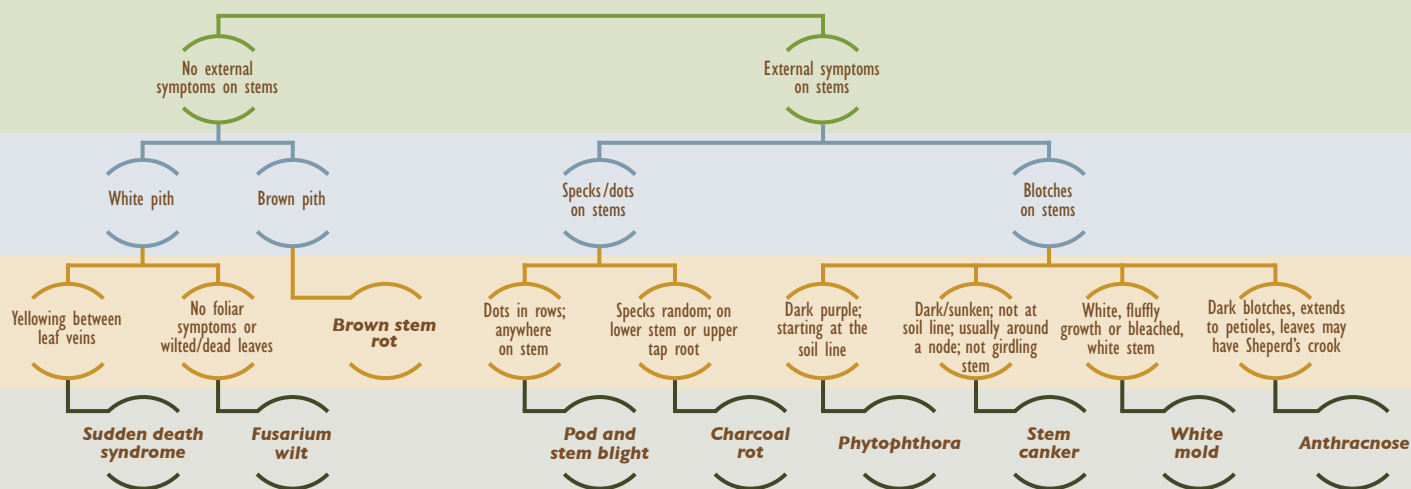 No external
symptoms on stems
External symptoms
on stems
White pith
Brown pith
Specks/dots
on stems
Blotches
on stems
Yellowing between
leaf veins
No foliar
symptoms or
wilted/dead leaves
Brown stem
rot
Dots in rows;
anywhere
on stem
Specks random; on
lower stem or upper
tap root
Dark purple;
starting at the
soil line
Dark/sunken; not at
soil line; usually around
a node; not girdling
stem
White, fluffly
growth or bleached,
white stem
Dark blotches, extends
to petioles, leaves may
have Sheperd's crook
Sudden death
syndrome
Fusarium
wilt
Pod and
stem blight
Charcoal
rot
Phytophthora
Stem
canker
White
mold
Anthracnose